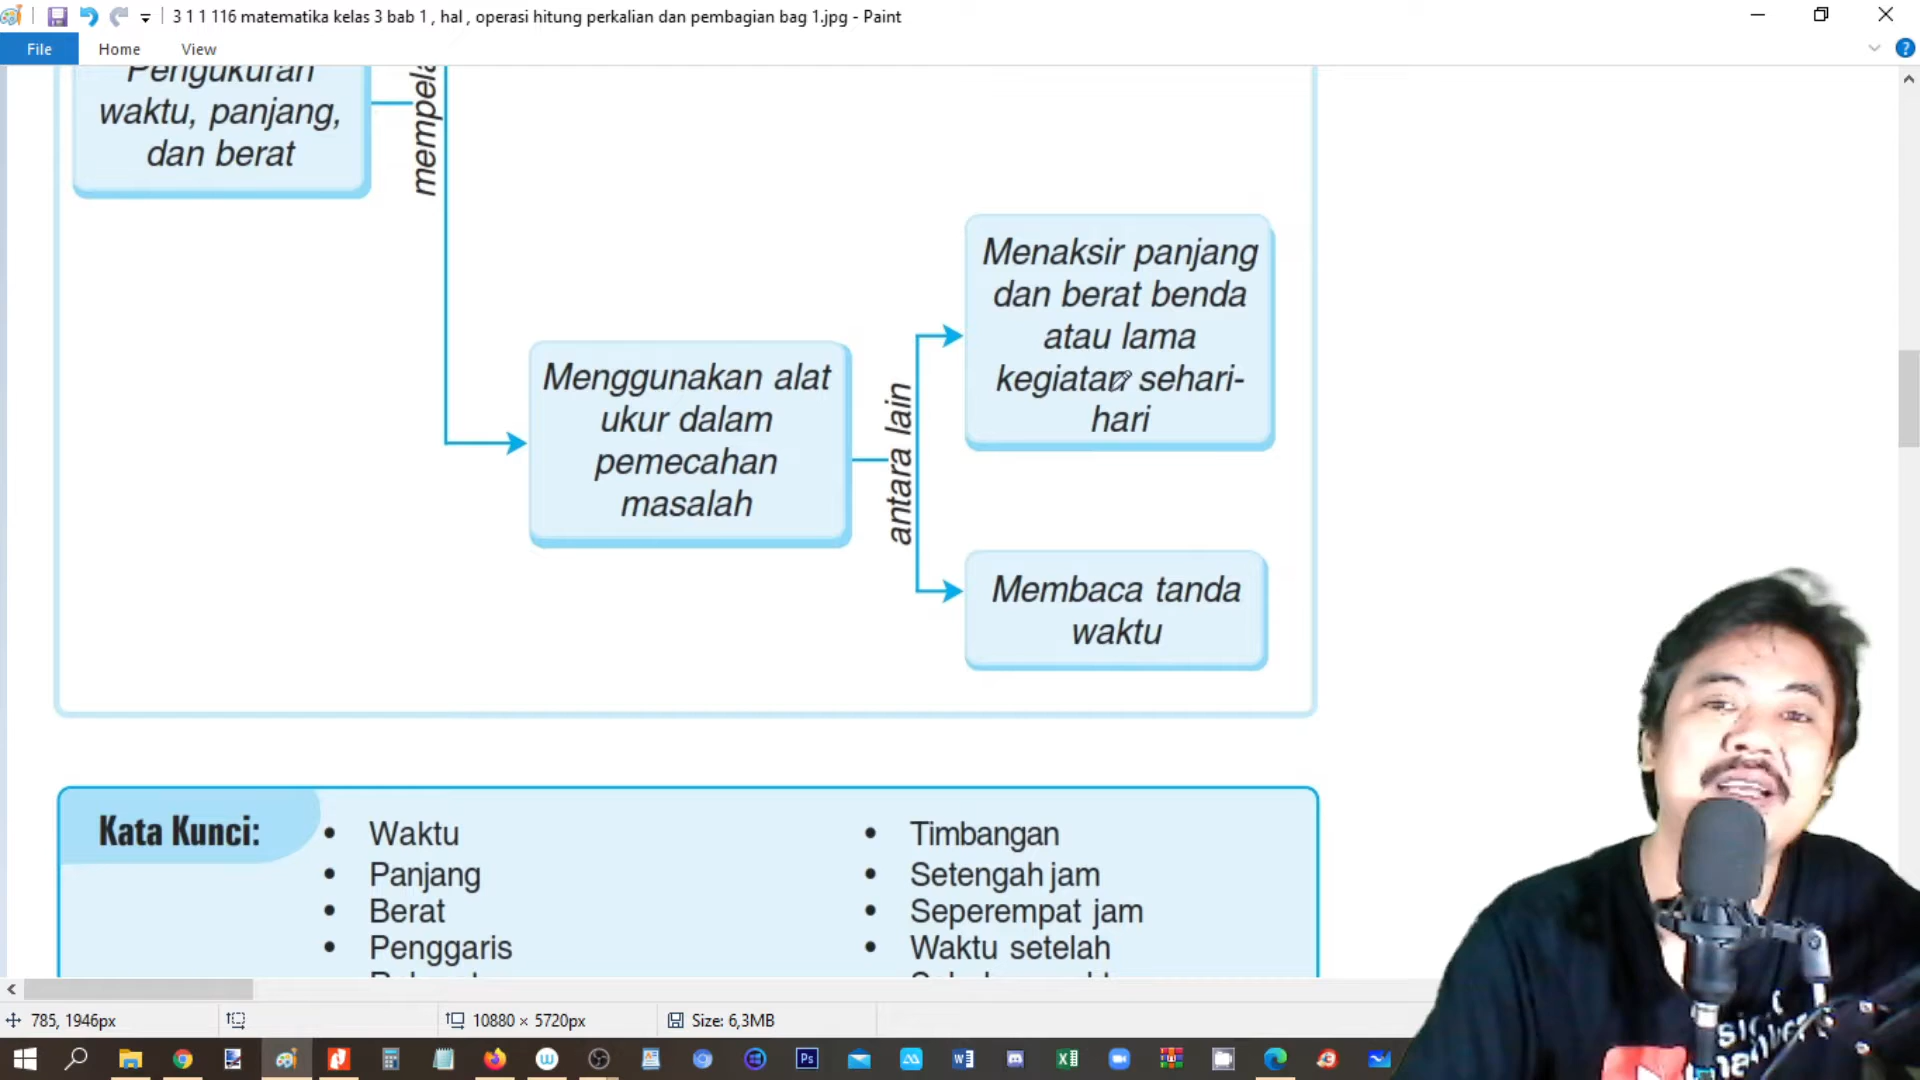 3 1 1 116 matematika kelas 3 bab 1 , hal , operasi hitung perkalian dan pembagian bag 1.jpg - Paint
File Home View
Pengukuran
waktu, panjang,
dan berat
Menaksir panjang
dan berat benda
atau lama
kegiatan sehari-
hari
Menggunakan alat
ukur dalam
pemecahan
masalah
antara lain
Membaca tanda
waktu
Kata Kunci:
• Waktu
• Panjang
• Berat
• Penggaris
• Timbangan
• Setengah jam
• Seperempat jam
• Waktu setelah
785, 1946px
10880 × 5720px
Size: 6,3MB